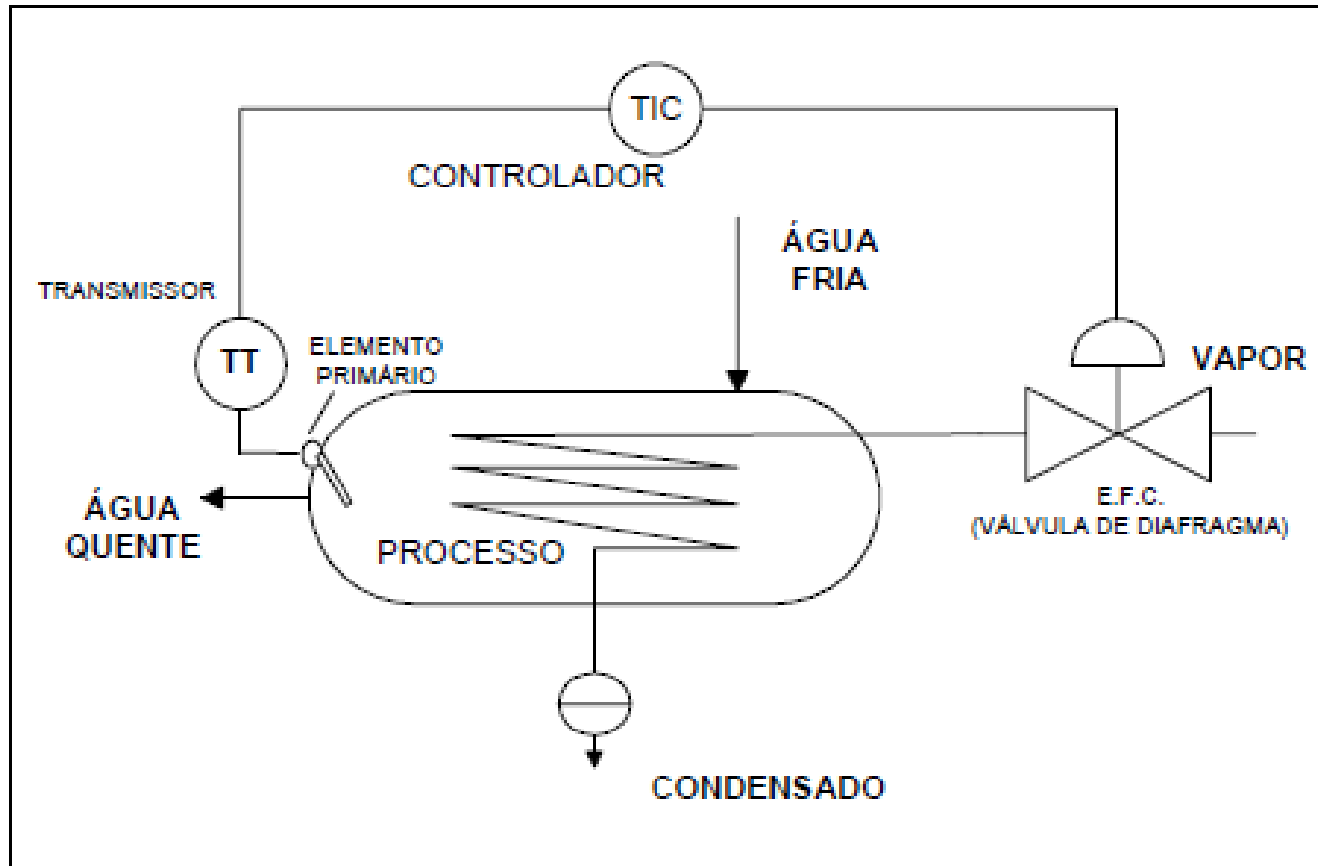 TIC
CONTROLADOR
ÁGUA
FRIA
TRANSMISSOR
TT
ELEMENTO
PRIMÁRIO
VAPOR
E.F.C.
(VÁLVULA DE DIAFRAGMA)
ÁGUA
QUENTE
PROCESSO
CONDENSADO